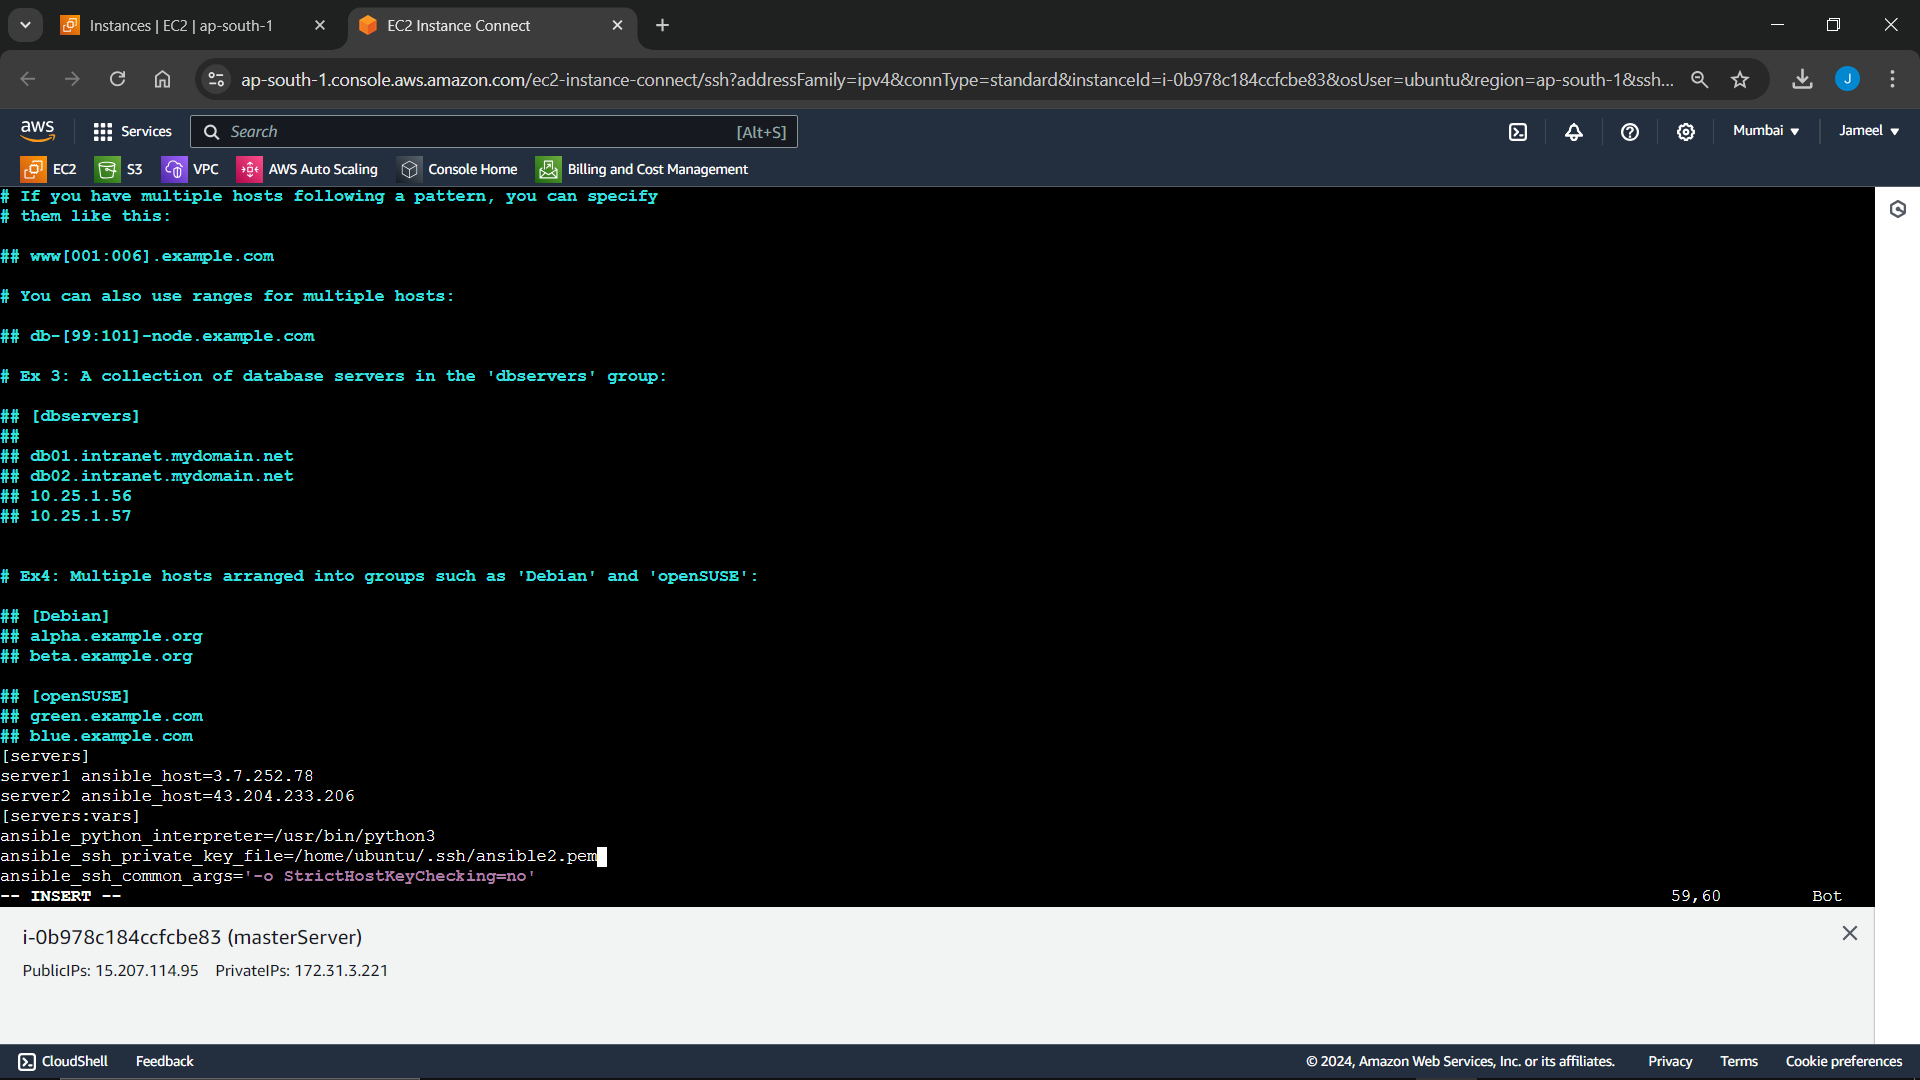 Instances | EC2 | ap-south-1
EC2 Instance Connect
ap-south-1.console.aws.amazon.com/ec2-instance-connect/ssh?addressFamily=ipv4&connType=standard&instanceId=i-0b978c184ccfcbe83&osUser=ubuntu&region=ap-south-1&ssh...
J
aws
Services
Search
[Alt+S]
Mumbai
Jameel
EC2
S3
VPC
AWS Auto Scaling
Console Home
Billing and Cost Management
# If you have multiple hosts following a pattern, you can specify
# them like this:
## www[001:006].example.com
# You can also use ranges for multiple hosts:
## db-[99:101]-node.example.com
# Ex 3: A collection of database servers in the 'dbservers' group:
## [dbservers]
##
## db01.intranet.mydomain.net
## db02.intranet.mydomain.net
## 10.25.1.56
## 10.25.1.57
# Ex4: Multiple hosts arranged into groups such as 'Debian' and 'openSUSE':
## [Debian]
## alpha.example.org
## beta.example.org
## [openSUSE]
## green.example.com
## blue.example.com
[servers]
server1 ansible_host=3.7.252.78
server2 ansible_host=43.204.233.206
[servers:vars]
ansible_python_interpreter=/usr/bin/python3
ansible_ssh_private_key_file=/home/ubuntu/.ssh/ansible2.pem
ansible_ssh_common_args='-o StrictHostKeyChecking=no'
-- INSERT --
59,60
Bot
i-0b978c184ccfcbe83 (masterServer)
PublicIPs: 15.207.114.95 PrivateIPs: 172.31.3.221
CloudShell
Feedback
© 2024, Amazon Web Services, Inc. or its affiliates.
Privacy
Terms
Cookie preferences